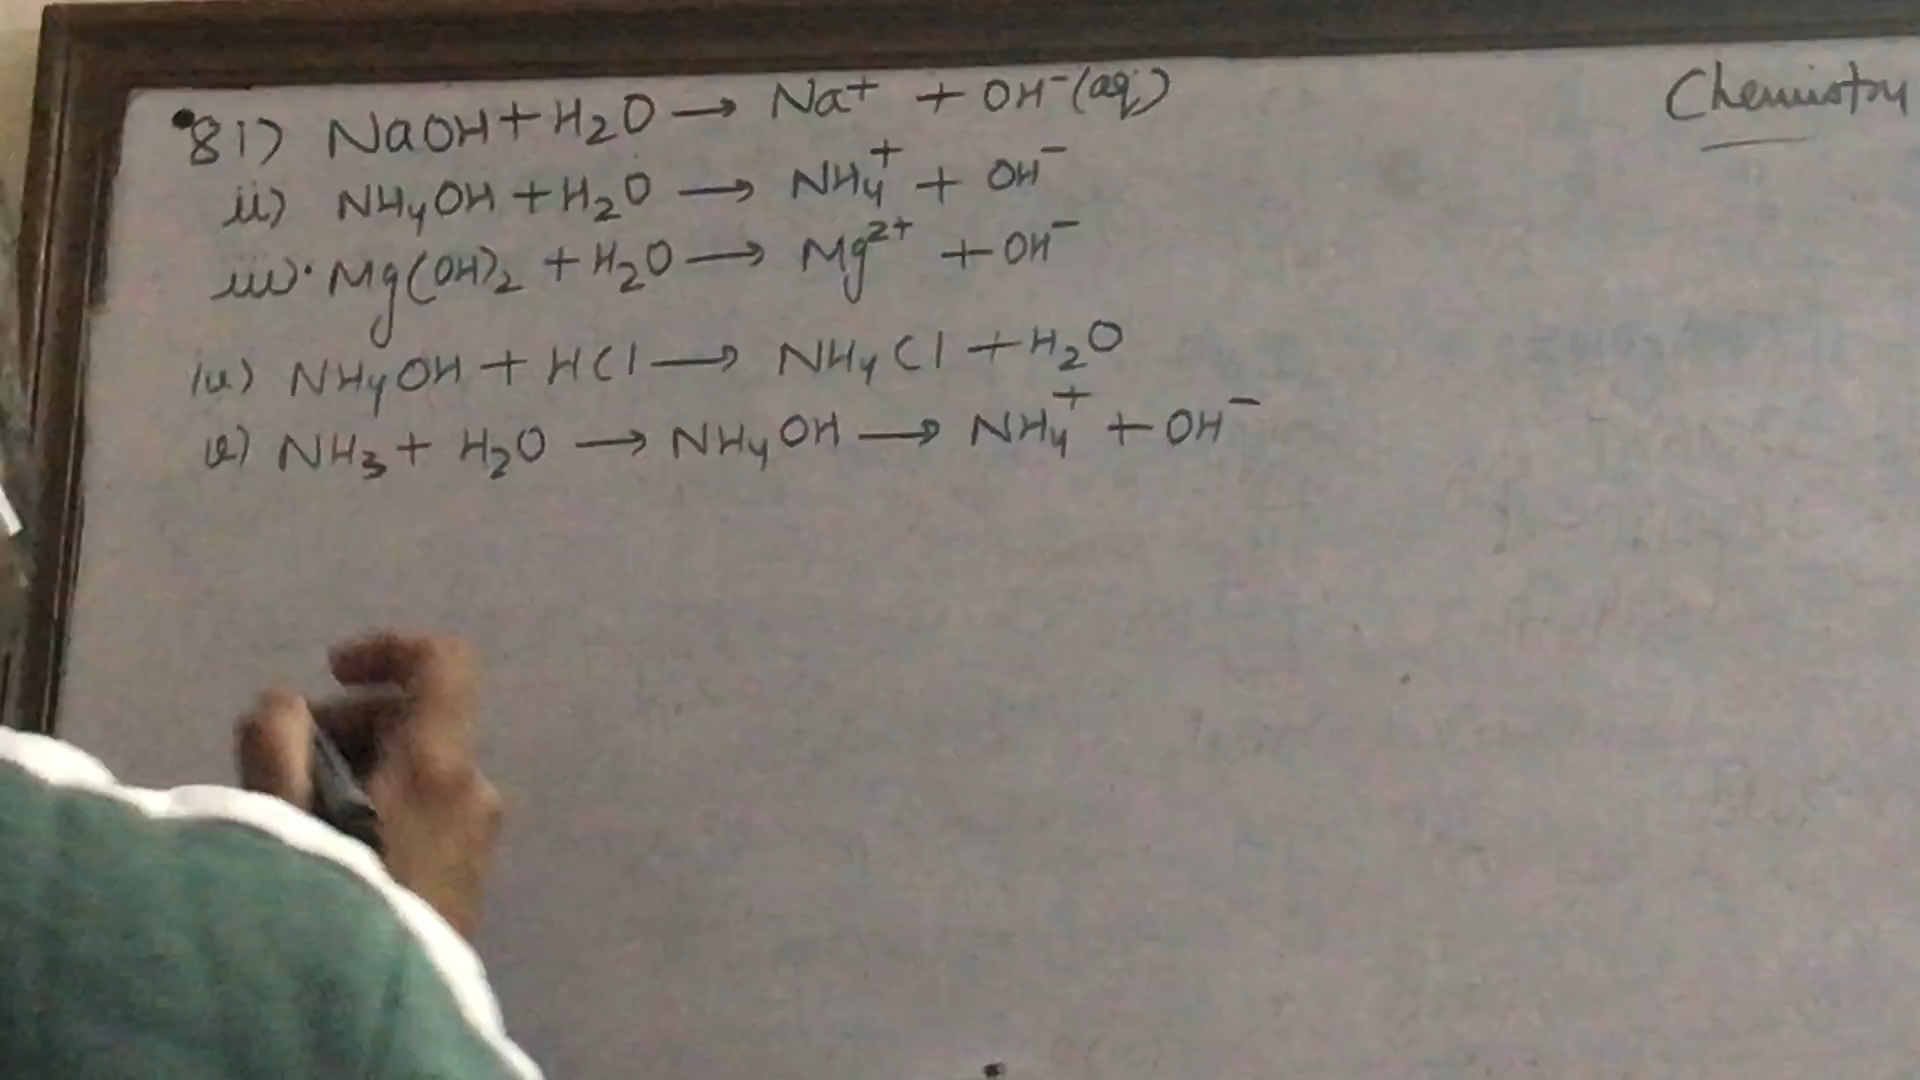 Chemistry
8 i) NaOH + H₂O → Na⁺ + OH⁻(aq)
ii) NH₄OH + H₂O → NH₄⁺ + OH⁻
iii) Mg(OH)₂ + H₂O → Mg²⁺ + OH⁻
iv) NH₄OH + HCl → NH₄Cl + H₂O
v) NH₃ + H₂O → NH₄OH → NH₄⁺ + OH⁻